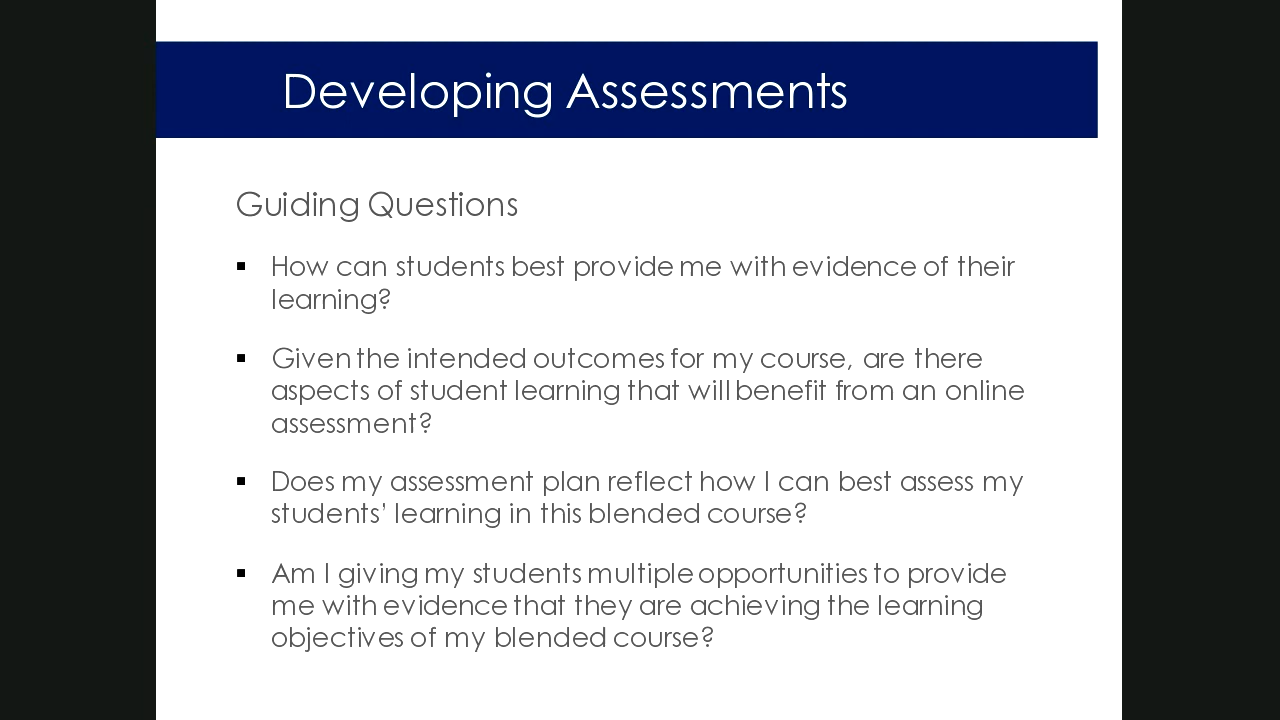 Developing Assessments
Guiding Questions
▪ How can students best provide me with evidence of their
learning?
▪ Given the intended outcomes for my course, are there
aspects of student learning that will benefit from an online
assessment?
▪ Does my assessment plan reflect how I can best assess my
students' learning in this blended course?
▪ Am I giving my students multiple opportunities to provide
me with evidence that they are achieving the learning
objectives of my blended course?